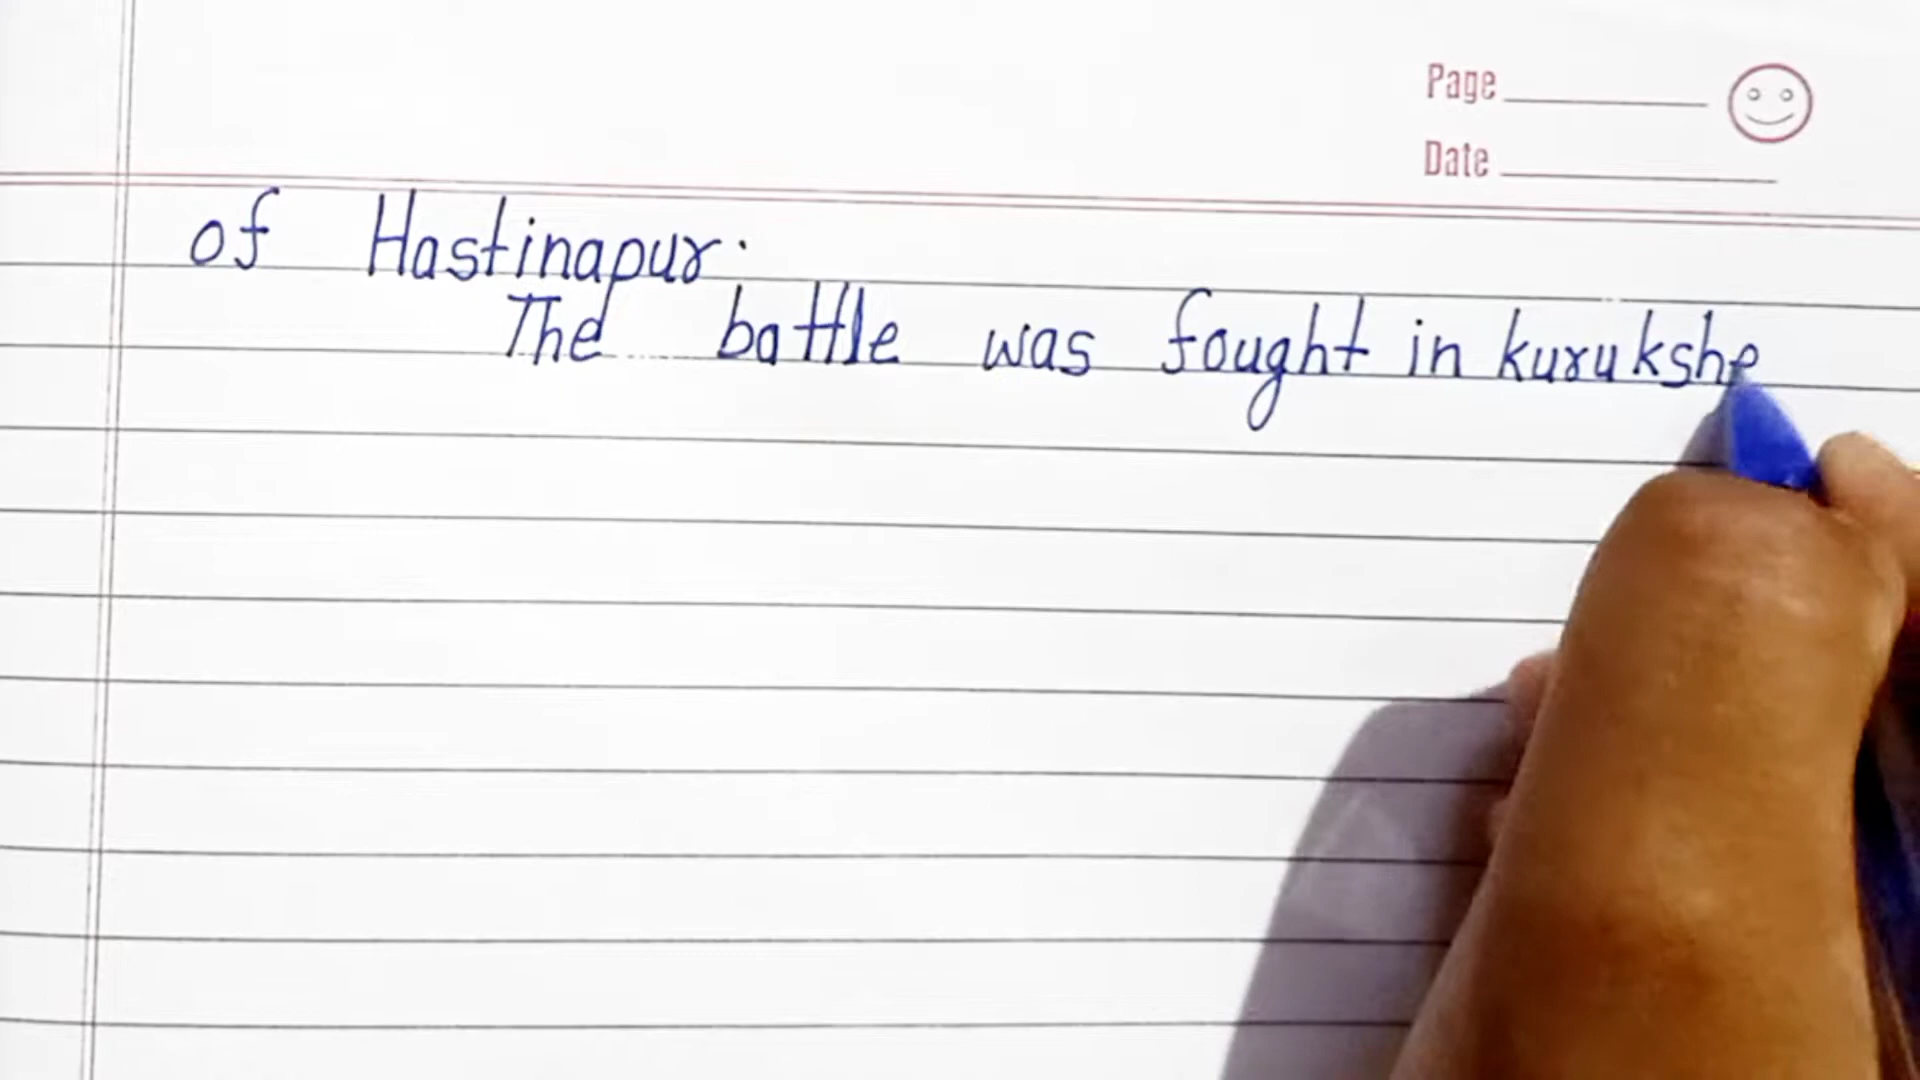 Page
Date
of Hastinapur.
The battle was fought in kurukshe